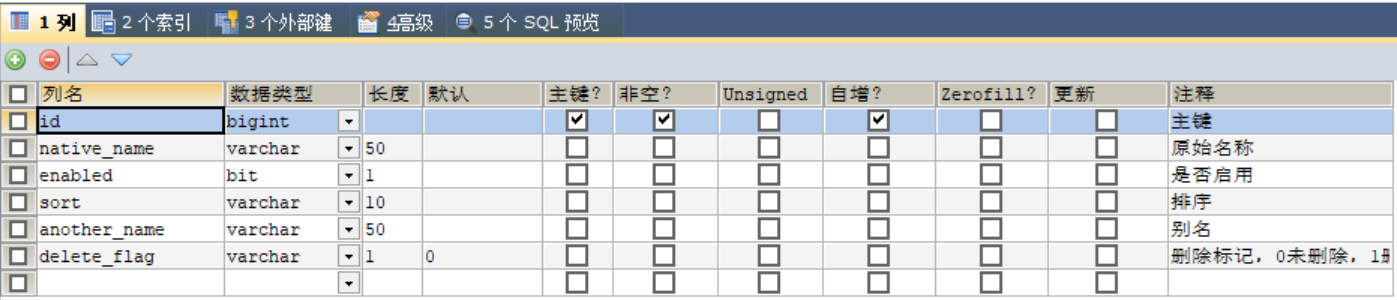 1 列 2 个索引 3 个外部键 4高级 5 个 SQL 预览
列名 数据类型 长度 默认 主键? 非空? Unsigned 自增? Zerofill? 更新 注释
id bigint 主键
native_name varchar 50 原始名称
enabled bit 1 是否启用
sort varchar 10 排序
another_name varchar 50 别名
delete_flag varchar 1 0 删除标记，0未删除，1